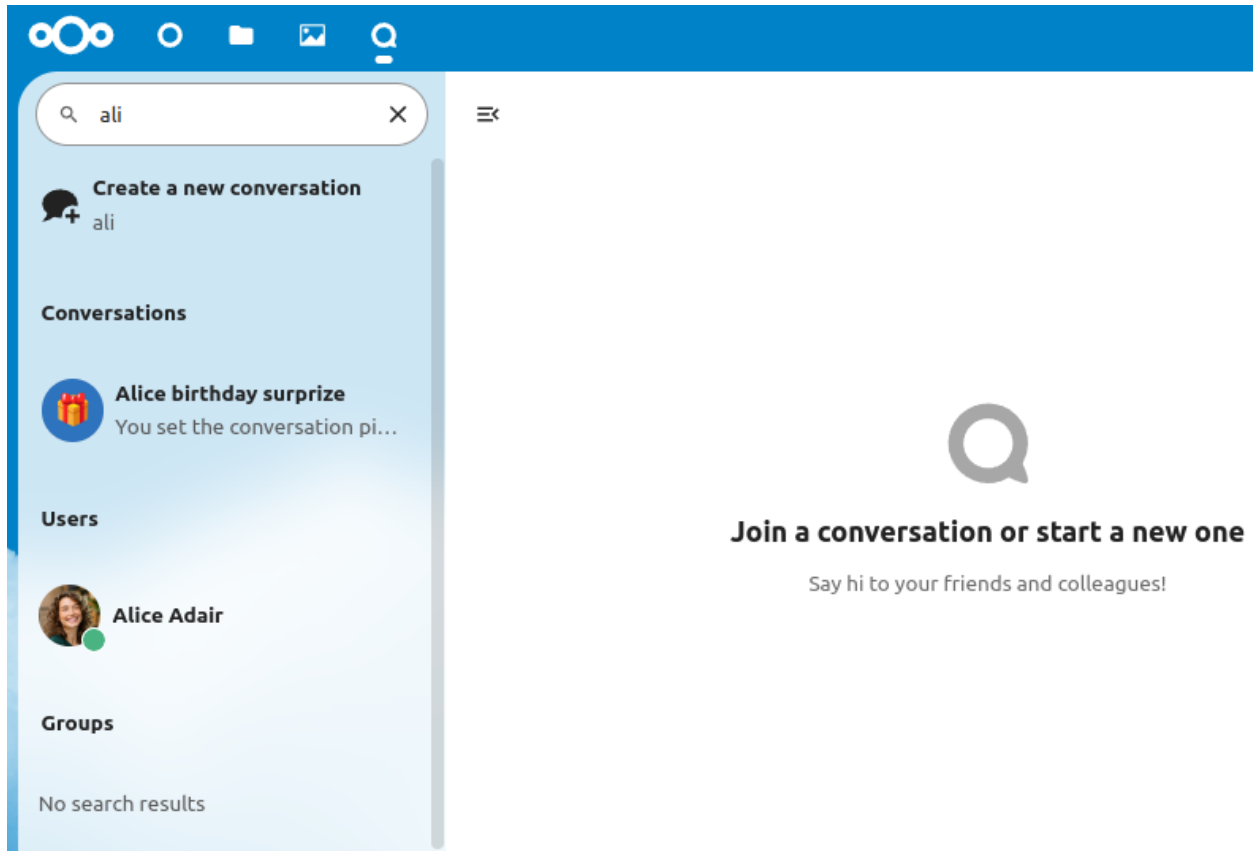 ali
Create a new conversation
ali
Conversations
Alice birthday surprize
You set the conversation pi…
Users
Alice Adair
Groups
No search results
Join a conversation or start a new one
Say hi to your friends and colleagues!